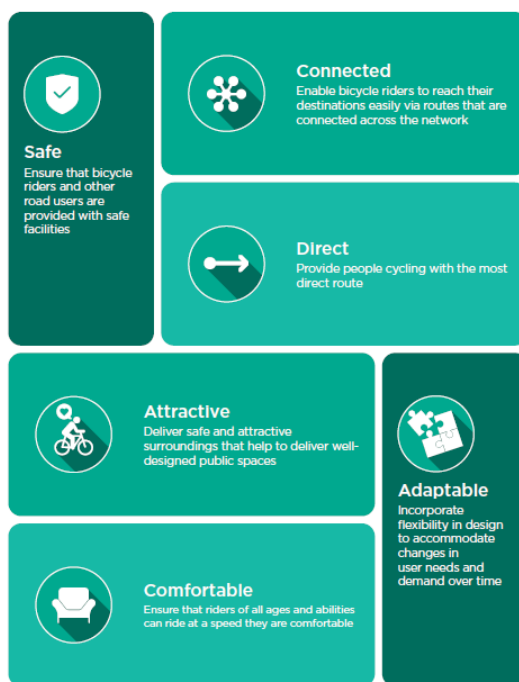 Safe
Ensure that bicycle
riders and other
road users are
provided with safe
facilities
Connected
Enable bicycle riders to reach their
destinations easily via routes that are
connected across the network
Direct
Provide people cycling with the most
direct route
Attractive
Deliver safe and attractive
surroundings that help to deliver well-
designed public spaces
Comfortable
Ensure that riders of all ages and abilities
can ride at a speed they are comfortable
Adaptable
Incorporate
flexibility in design
to accommodate
changes in
user needs and
demand over time